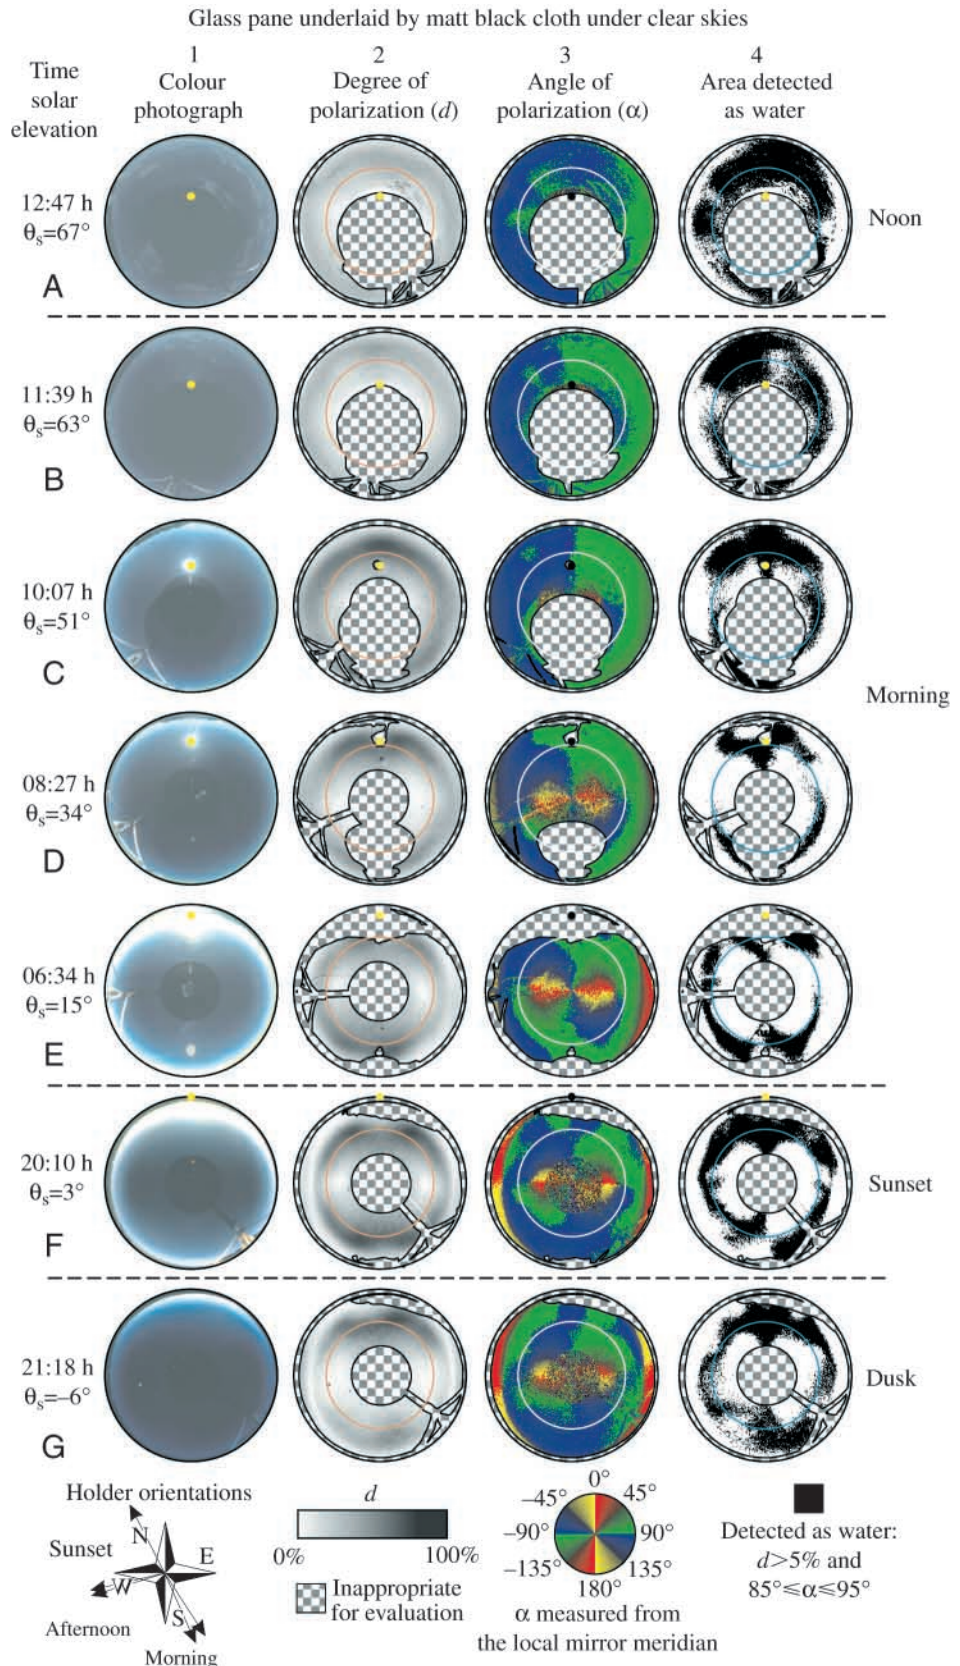 Glass pane underlaid by matt black cloth under clear skies
Time
solar
elevation
1
Colour
photograph
2
Degree of
polarization (d)
3
Angle of
polarization (α)
4
Area detected
as water
12:47 h
θs=67°
A
Noon
11:39 h
θs=63°
B
10:07 h
θs=51°
C
Morning
08:27 h
θs=34°
D
06:34 h
θs=15°
E
20:10 h
θs=3°
F
Sunset
21:18 h
θs=–6°
G
Dusk
Holder orientations
N
Sunset
E
W
S
Afternoon
Morning
d
0% 100%
Inappropriate
for evaluation
0°
–45° 45°
–90° 90°
–135° 135°
180°
α measured from
the local mirror meridian
Detected as water:
d>5% and
85°≤α≤95°